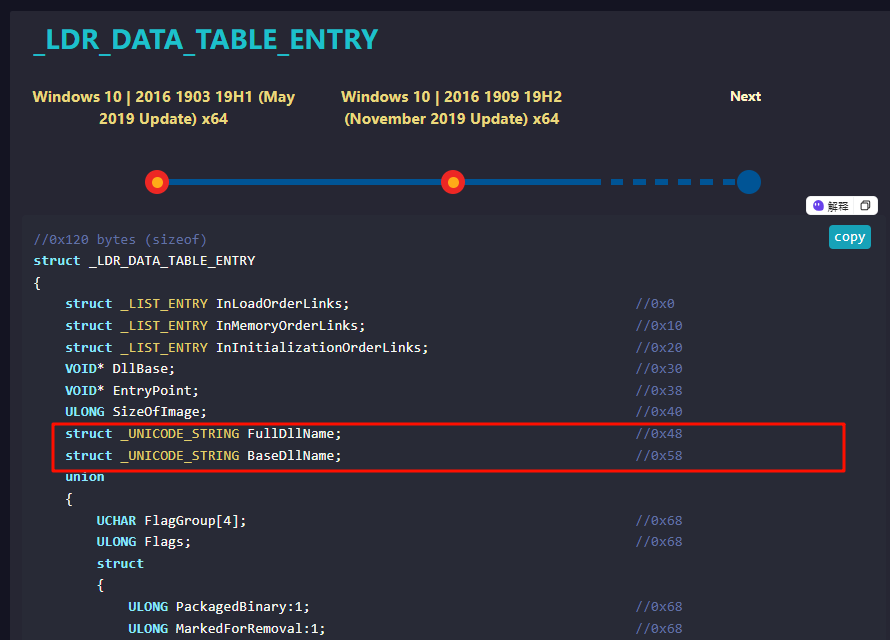 _LDR_DATA_TABLE_ENTRY
Windows 10 | 2016 1903 19H1 (May
2019 Update) x64
Windows 10 | 2016 1909 19H2
(November 2019 Update) x64
Next
解释
copy
//0x120 bytes (sizeof)
struct _LDR_DATA_TABLE_ENTRY
{
struct _LIST_ENTRY InLoadOrderLinks; //0x0
struct _LIST_ENTRY InMemoryOrderLinks; //0x10
struct _LIST_ENTRY InInitializationOrderLinks; //0x20
VOID* DllBase; //0x30
VOID* EntryPoint; //0x38
ULONG SizeOfImage; //0x40
struct _UNICODE_STRING FullDllName; //0x48
struct _UNICODE_STRING BaseDllName; //0x58
union
{
UCHAR FlagGroup[4]; //0x68
ULONG Flags; //0x68
struct
{
ULONG PackagedBinary:1; //0x68
ULONG MarkedForRemoval:1; //0x68